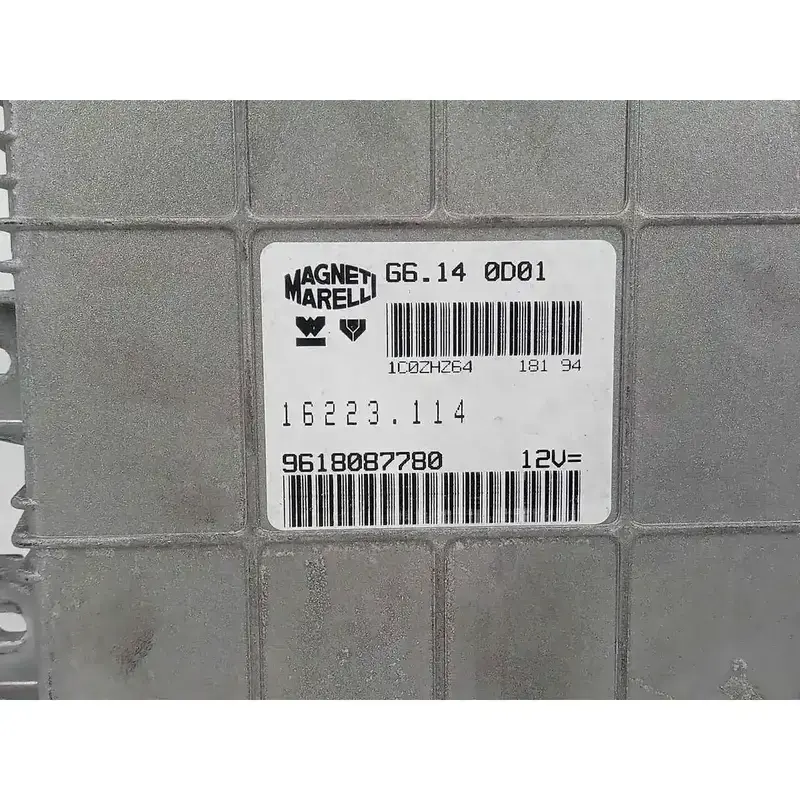 MAGNETI
MARELLI
G6.14 0D01
1C0ZHZ64 181 94
16223.114
9618087780 12V=